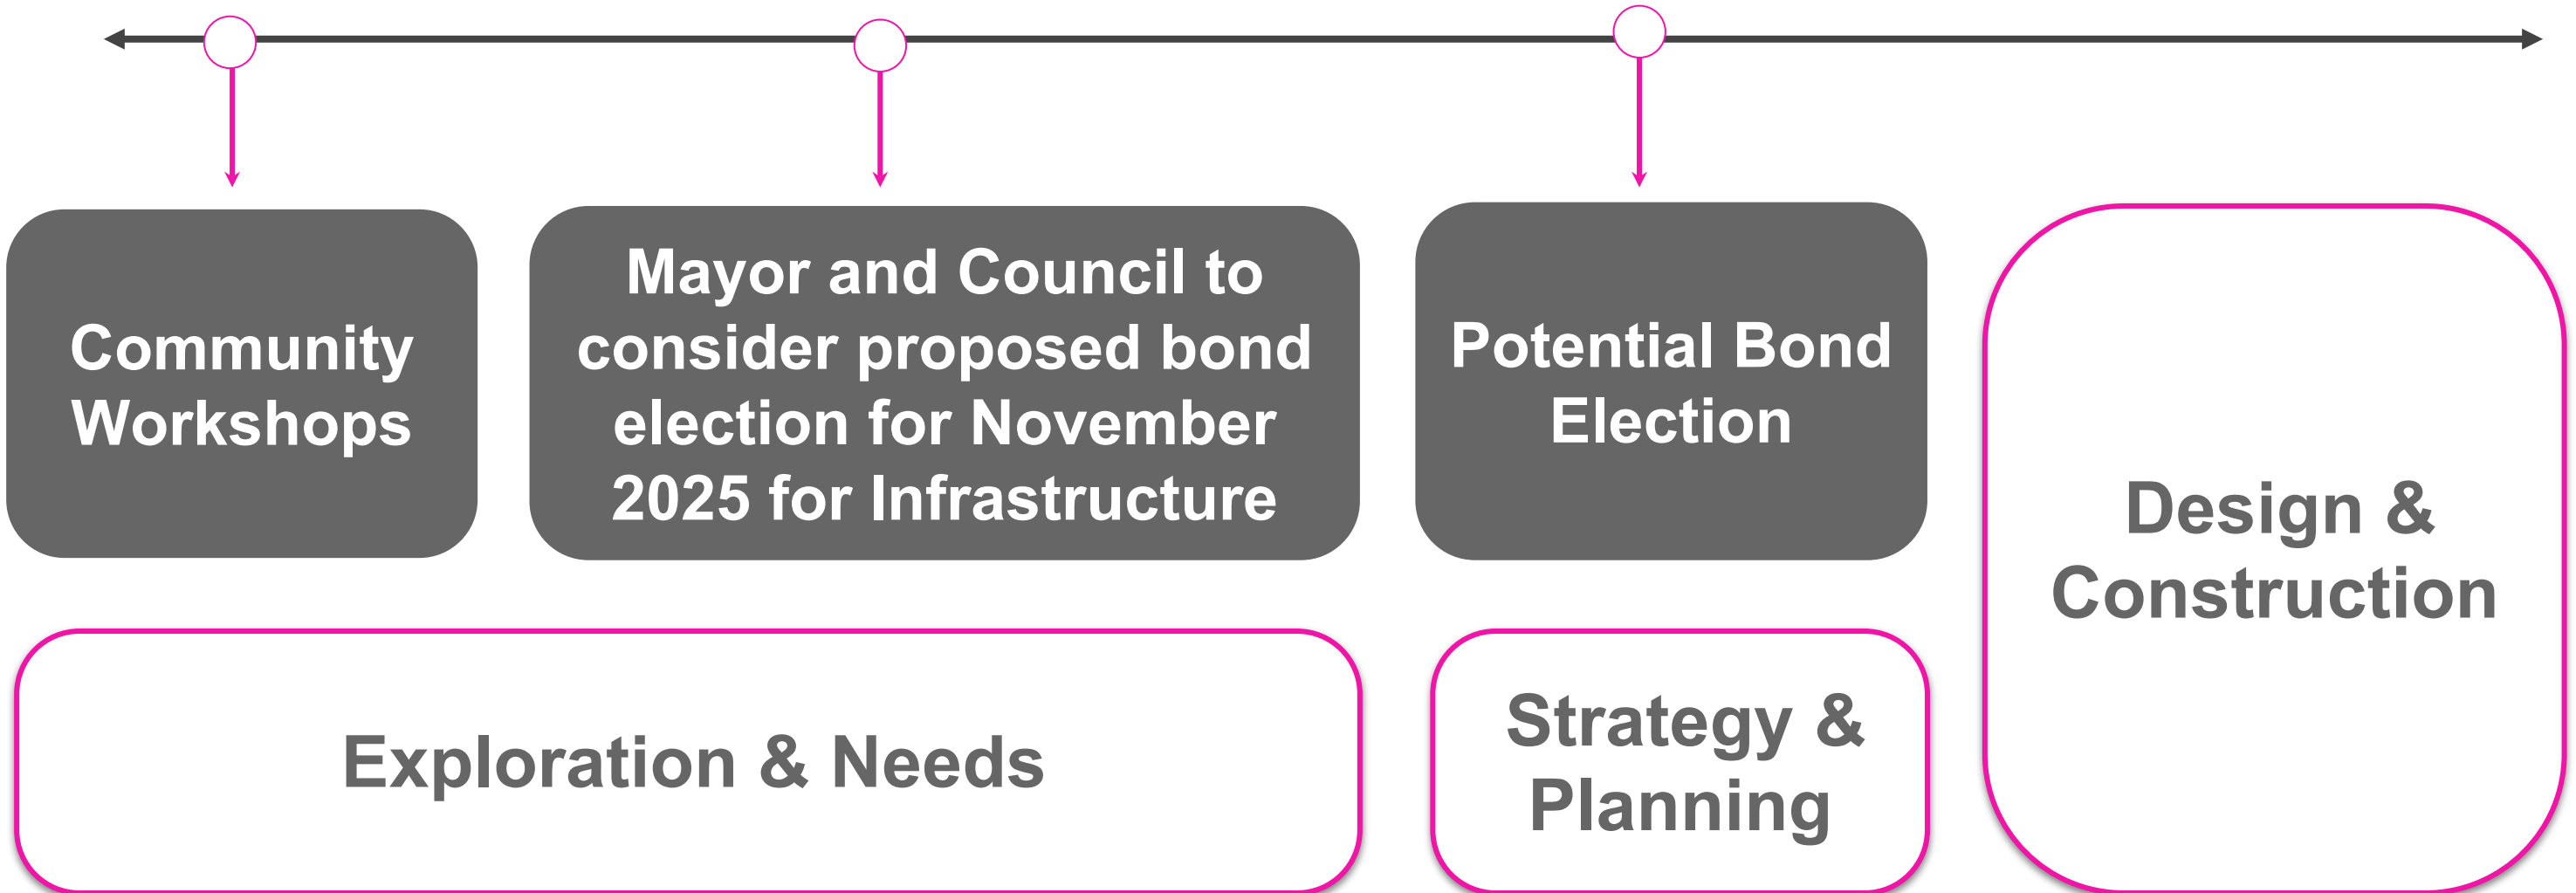 Community
Workshops
Mayor and Council to
consider proposed bond
election for November
2025 for Infrastructure
Potential Bond
Election
Design &
Construction
Exploration & Needs
Strategy &
Planning